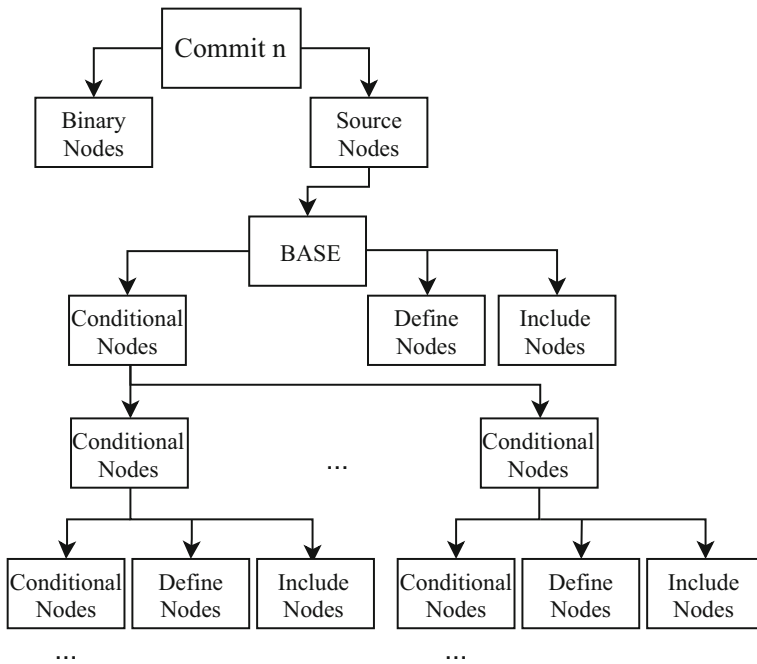 Commit n
Binary
Nodes
Source
Nodes
BASE
Conditional
Nodes
Define
Nodes
Include
Nodes
Conditional
Nodes
...
Conditional
Nodes
Conditional
Nodes
Define
Nodes
Include
Nodes
Conditional
Nodes
Define
Nodes
Include
Nodes
...
...